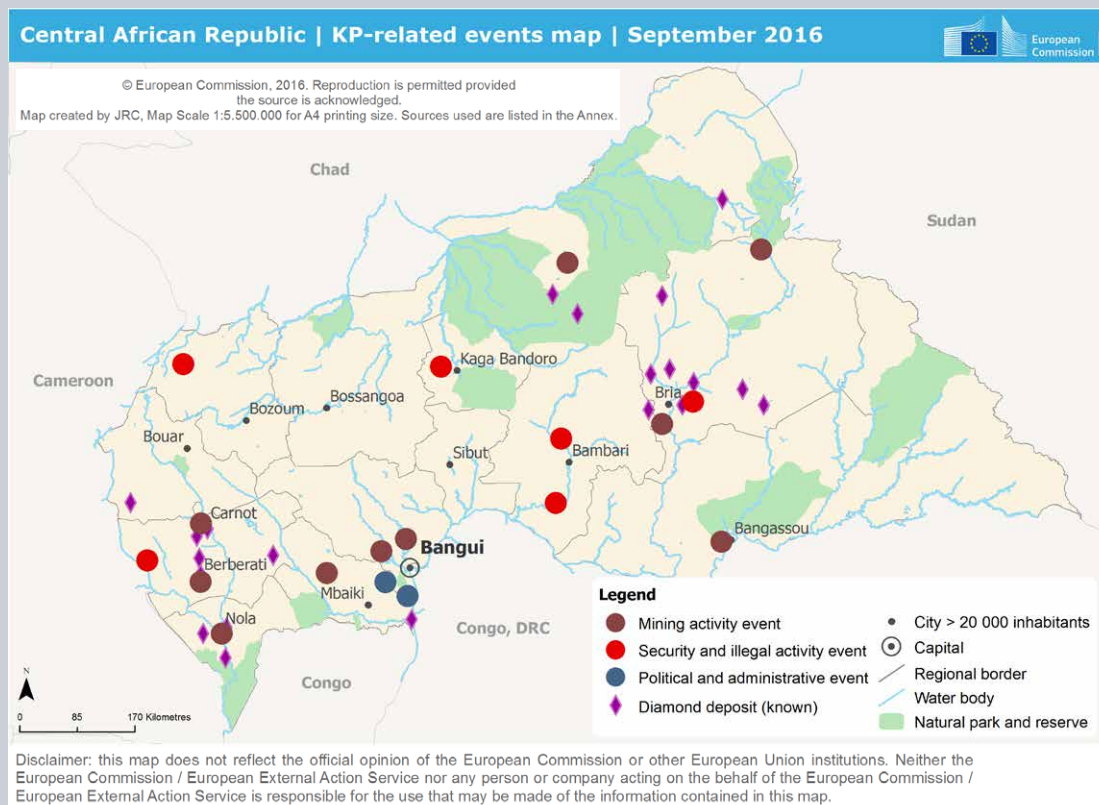 Central African Republic | KP-related events map | September 2016
European
Commission
© European Commission, 2016. Reproduction is permitted provided
the source is acknowledged.
Map created by JRC, Map Scale 1:5.500.000 for A4 printing size. Sources used are listed in the Annex.
Chad
Sudan
Cameroon
Kaga Bandoro
Bria
Bossangoa
Bozoum
Bouar
Sibut
Bambari
Carnot
Bangassou
Bangui
Berberati
Mbaiki
Nola
Congo, DRC
Congo
N
0 85 170 Kilometres
Legend
Mining activity event
Security and illegal activity event
Political and administrative event
Diamond deposit (known)
City > 20 000 inhabitants
Capital
Regional border
Water body
Natural park and reserve
Disclaimer: this map does not reflect the official opinion of the European Commission or other European Union institutions. Neither the
European Commission / European External Action Service nor any person or company acting on the behalf of the European Commission /
European External Action Service is responsible for the use that may be made of the information contained in this map.